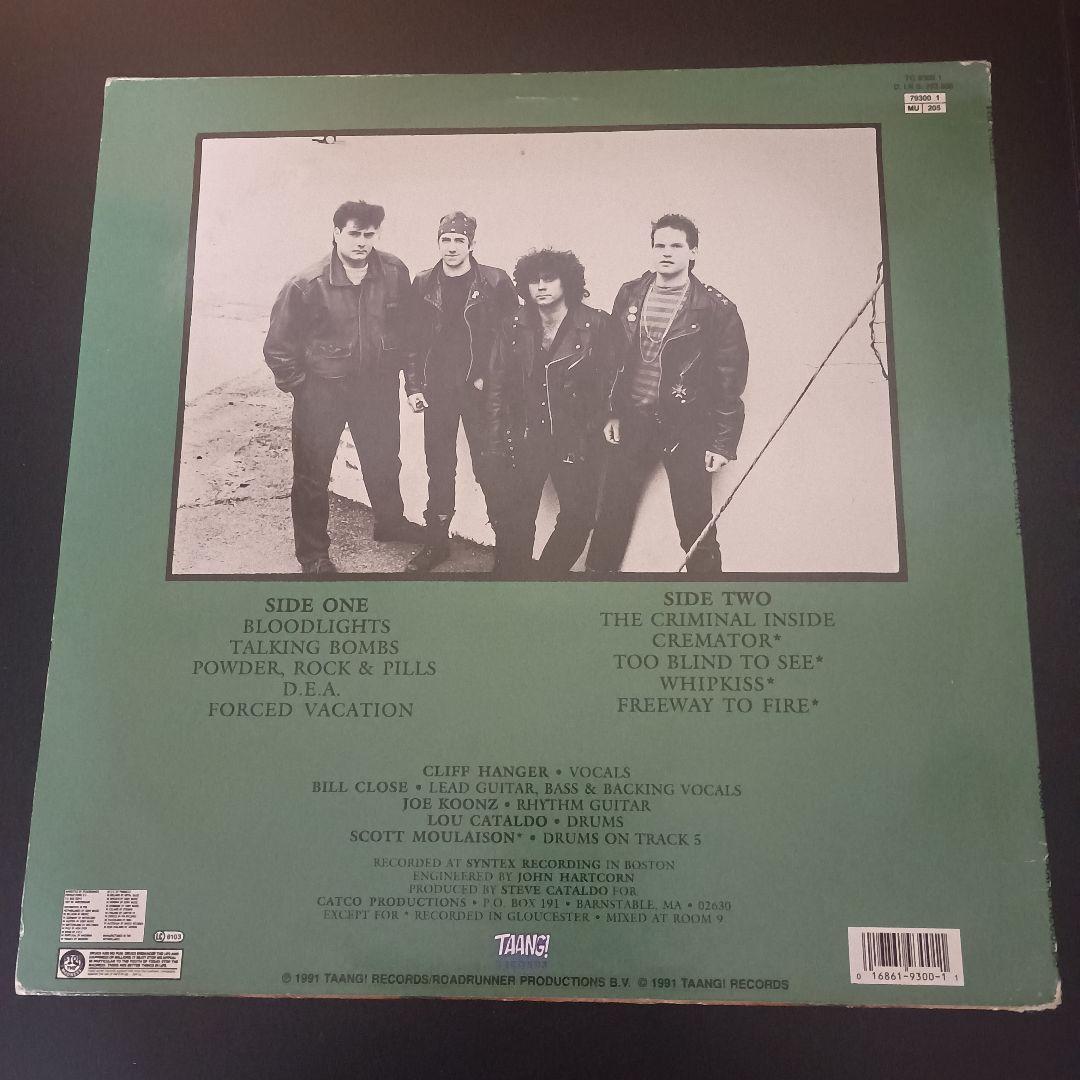 79300 1
MU 205
SIDE ONE
BLOODLIGHTS
TALKING BOMBS
POWDER, ROCK & PILLS
D.E.A.
FORCED VACATION
SIDE TWO
THE CRIMINAL INSIDE
CREMATOR*
TOO BLIND TO SEE*
WHIPKISS*
FREEWAY TO FIRE*
CLIFF HANGER • VOCALS
BILL CLOSE • LEAD GUITAR, BASS & BACKING VOCALS
JOE KOONZ • RHYTHM GUITAR
LOU CATALDO • DRUMS
SCOTT MOULAISON* • DRUMS ON TRACK 5
RECORDED AT SYNTEX RECORDING IN BOSTON
ENGINEERED BY JOHN HARTCORN
PRODUCED BY STEVE CATALDO FOR
CATCO PRODUCTIONS • P.O. BOX 191 • BARNSTABLE, MA • 02630
EXCEPT FOR * RECORDED IN GLOUCESTER • MIXED AT ROOM 9
LC 8103
TAANG!
RECORDS
0 16861-9300-1 1
℗ 1991 TAANG! RECORDS/ROADRUNNER PRODUCTIONS B.V. © 1991 TAANG! RECORDS